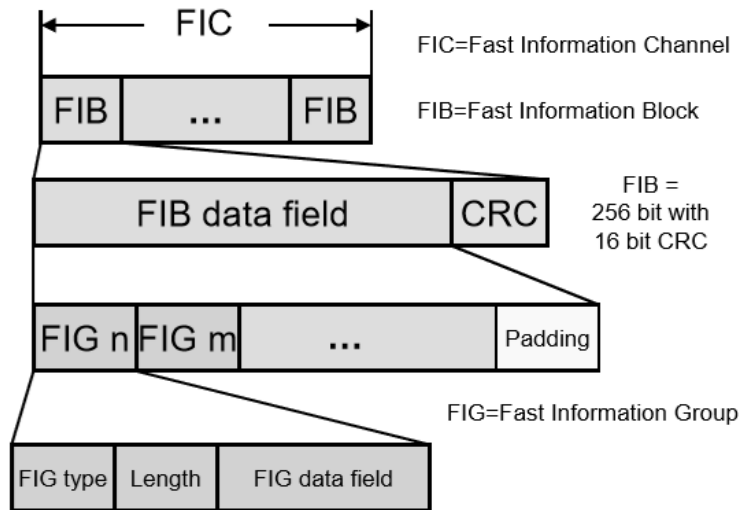 FIC
FIC=Fast Information Channel
FIB ... FIB
FIB=Fast Information Block
FIB data field CRC
FIB =
256 bit with
16 bit CRC
FIG n FIG m ... Padding
FIG=Fast Information Group
FIG type Length FIG data field